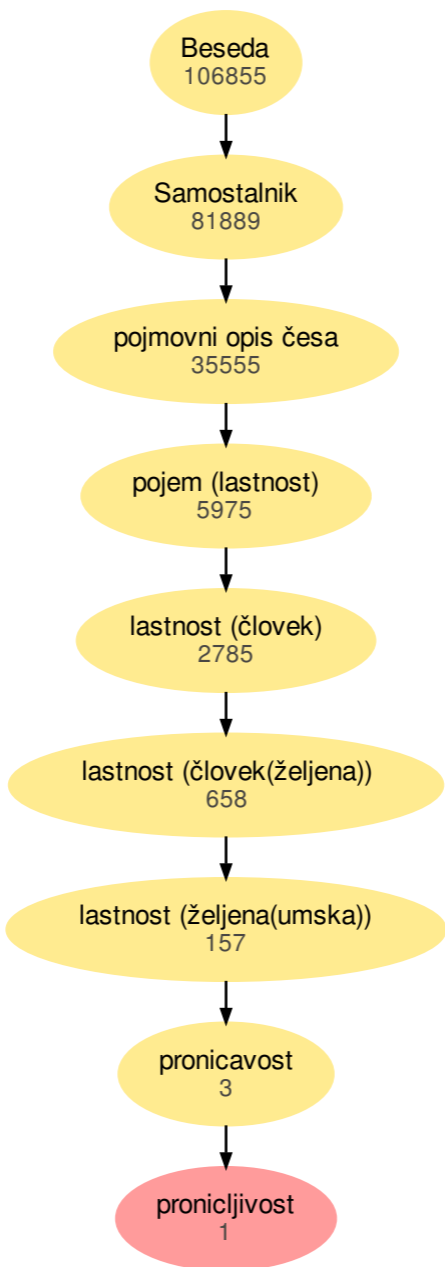 Beseda
106855
Samostalnik
81889
pojmovni opis česa
35555
pojem (lastnost)
5975
lastnost (človek)
2785
lastnost (človek(željena))
658
lastnost (željena(umska))
157
pronicavost
3
pronicljivost
1